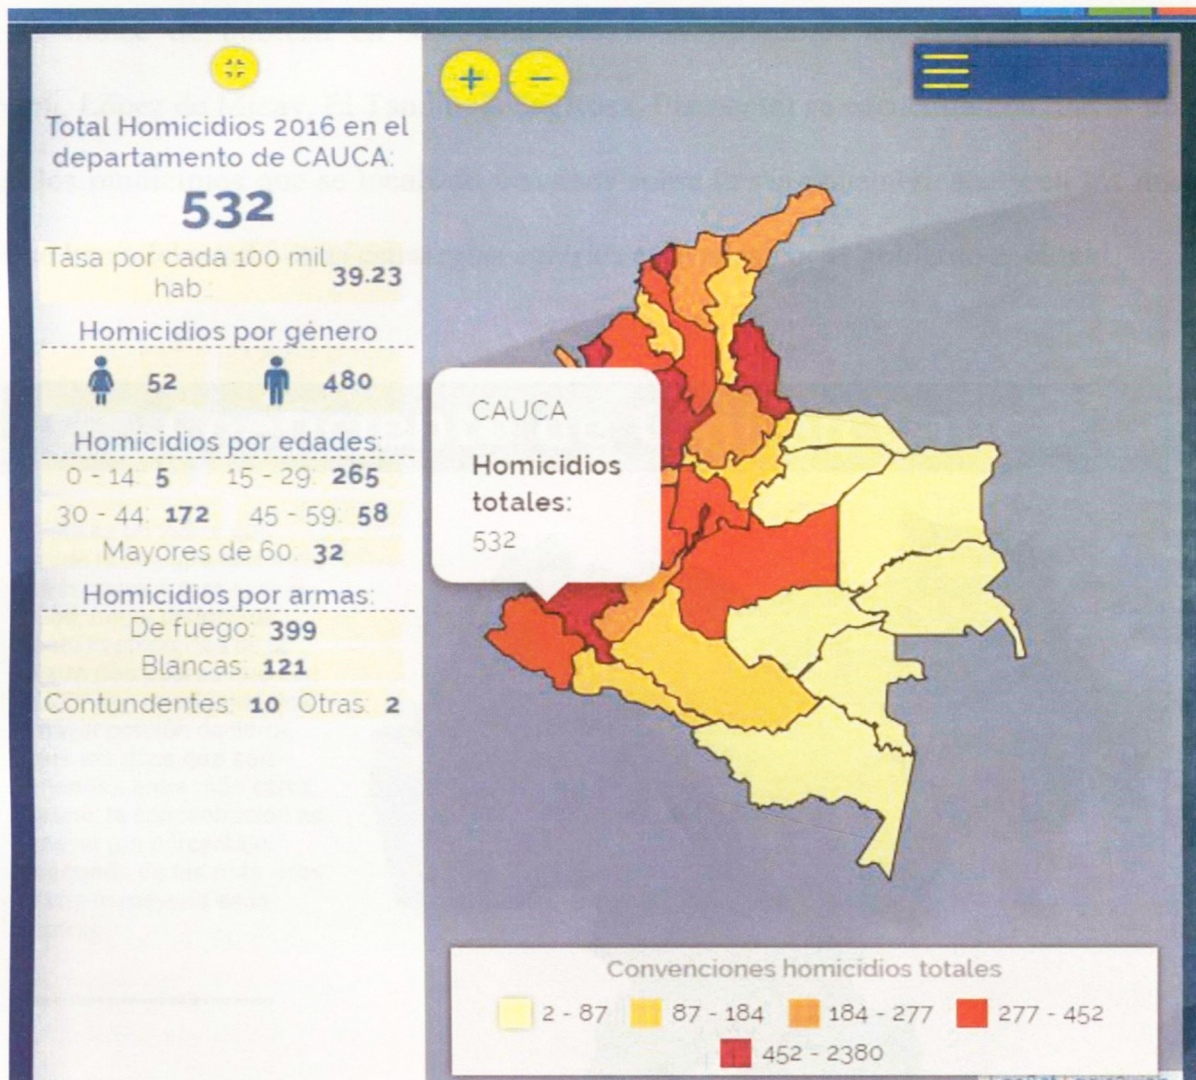 Total Homicidios 2016 en el
departamento de CAUCA:
532
Tasa por cada 100 mil
hab.: 39.23
Homicidios por género
52 480
Homicidios por edades:
0 - 14: 5 15 - 29: 265
30 - 44: 172 45 - 59: 58
Mayores de 60: 32
Homicidios por armas:
De fuego: 399
Blancas: 121
Contundentes: 10 Otras: 2
CAUCA
Homicidios
totales:
532
Convenciones homicidios totales
2 - 87 87 - 184 184 - 277 277 - 452
452 - 2380